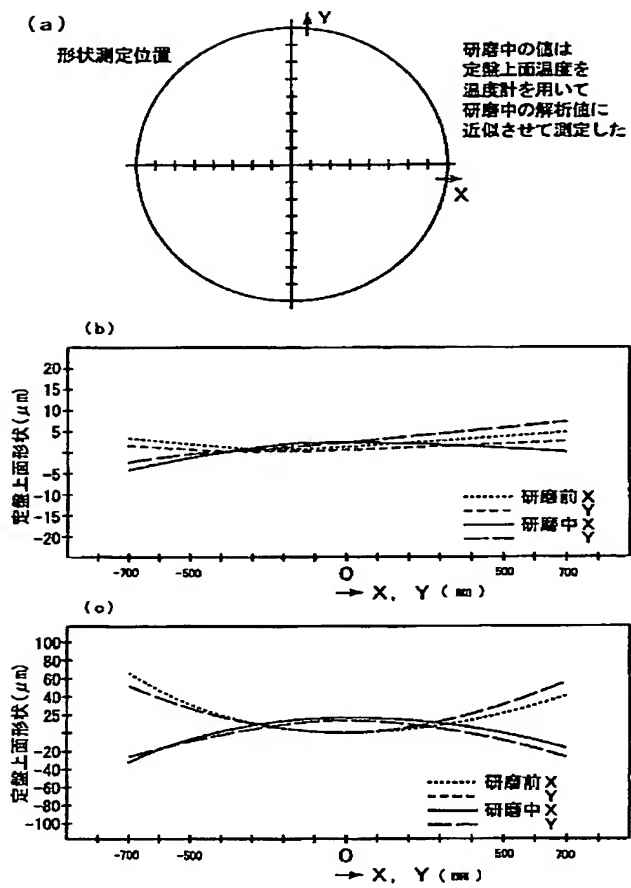 (a)
Y
形状測定位置
研磨中の値は
定盤上面温度を
温度計を用いて
研磨中の解析値に
近似させて測定した
X
(b)
定盤上面形状(μm)
20
15
10
5
-5
-10
-15
-20
研磨前 X
Y
研磨中 X
Y
-700 -500 0 500 700
→ X, Y (mm)
(c)
定盤上面形状(μm)
100
80
60
40
25
-20
-40
-60
-80
-100
研磨前 X
Y
研磨中 X
Y
-700 -500 0 500 700
→ X, Y (mm)